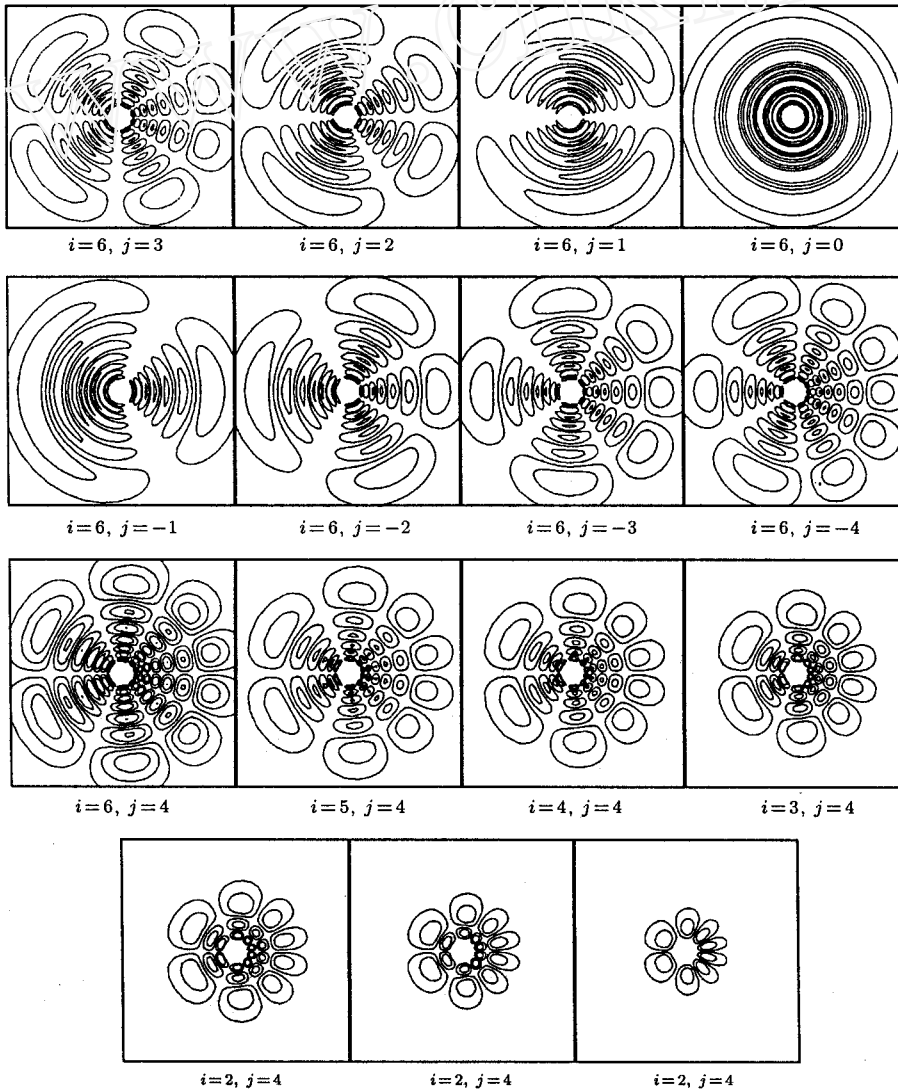 i=6, j=3 i=6, j=2 i=6, j=1 i=6, j=0
i=6, j=−1 i=6, j=−2 i=6, j=−3 i=6, j=−4
i=6, j=4 i=5, j=4 i=4, j=4 i=3, j=4
i=2, j=4 i=2, j=4 i=2, j=4